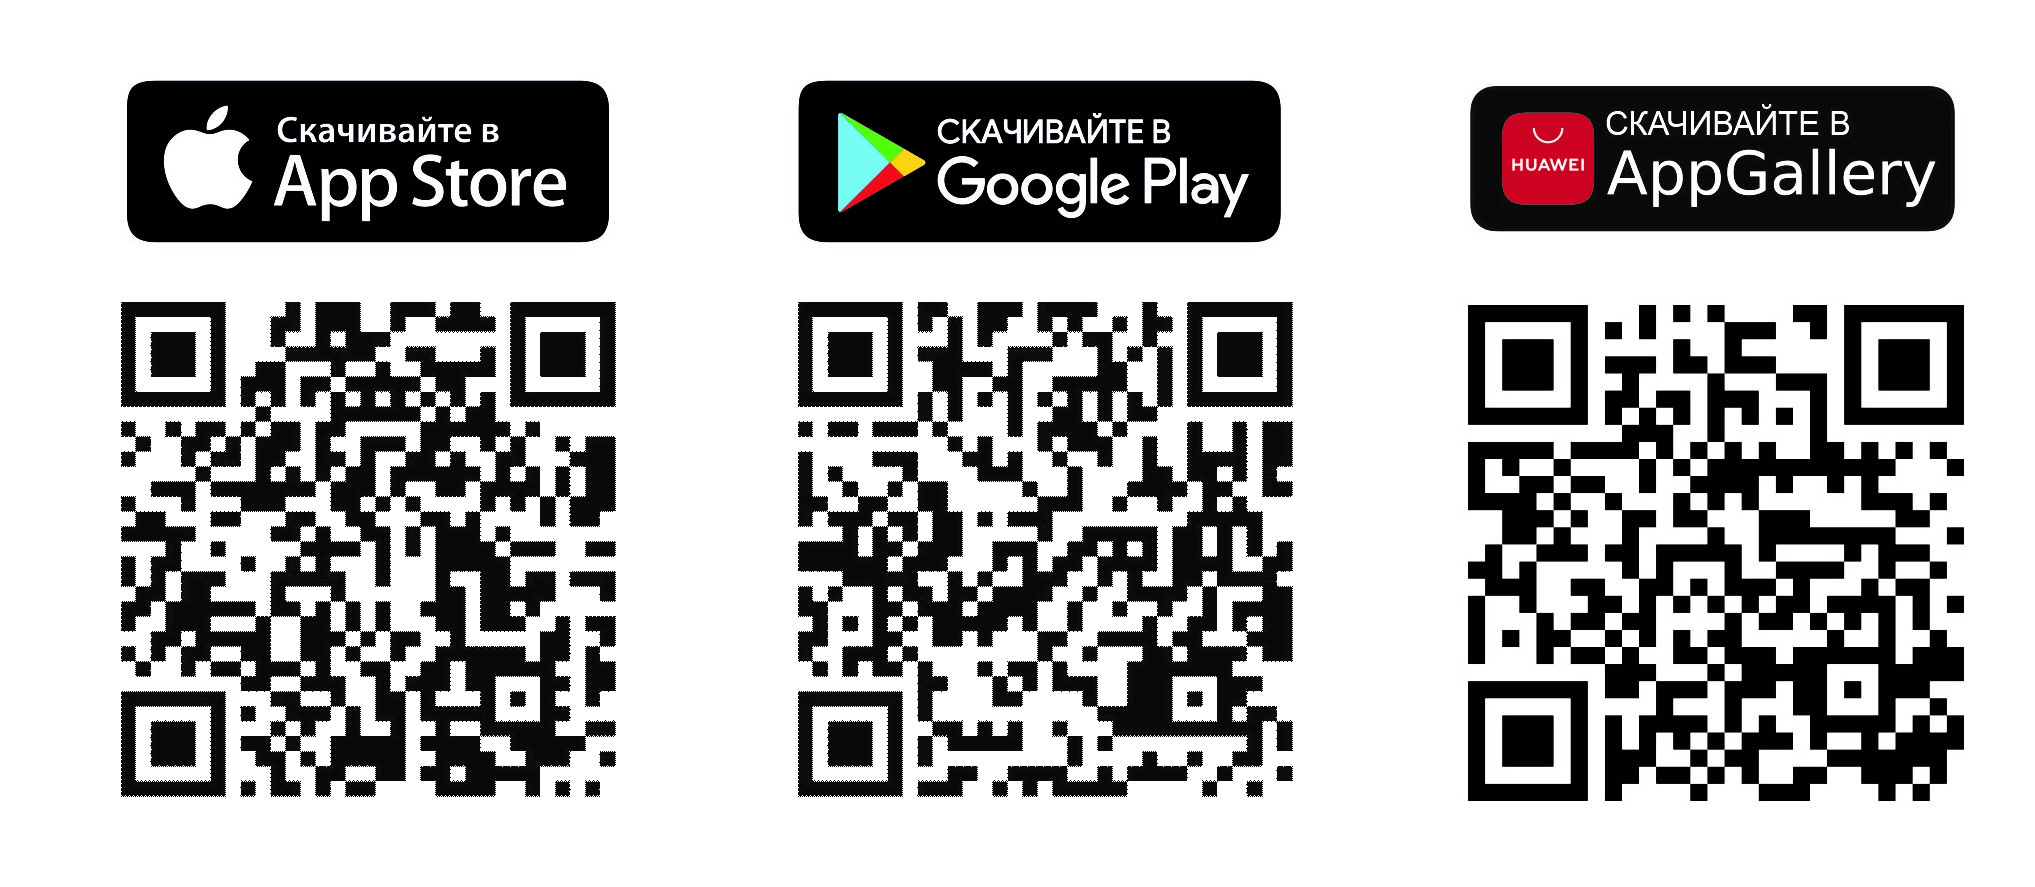 Скачивайте в
App Store
СКАЧИВАЙТЕ В
Google Play
HUAWEI
СКАЧИВАЙТЕ В
AppGallery